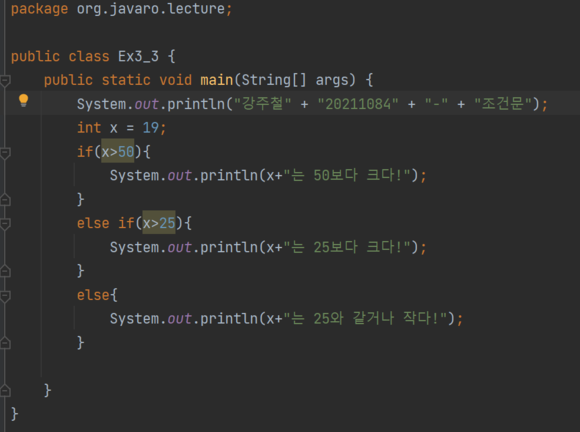 package org.javaro.lecture;
public class Ex3_3 {
public static void main(String[] args) {
System.out.println("강주철" + "20211084" + "-" + "조건문");
int x = 19;
if(x>50){
System.out.println(x+"는 50보다 크다!");
}
else if(x>25){
System.out.println(x+"는 25보다 크다!");
}
else{
System.out.println(x+"는 25와 같거나 작다!");
}
}
}